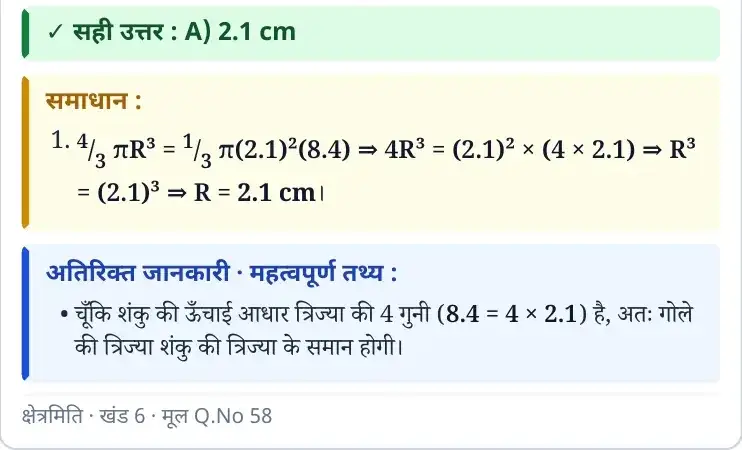 ✓ सही उत्तर : A) 2.1 cm
समाधान :
1. ⁴/₃ πR³ = ¹/₃ π(2.1)²(8.4) ⇒ 4R³ = (2.1)² × (4 × 2.1) ⇒ R³
= (2.1)³ ⇒ R = 2.1 cm।
अतिरिक्त जानकारी · महत्वपूर्ण तथ्य :
• चूँकि शंकु की ऊँचाई आधार त्रिज्या की 4 गुनी (8.4 = 4 × 2.1) है, अतः गोले
की त्रिज्या शंकु की त्रिज्या के समान होगी।
क्षेत्रमिति · खंड 6 · मूल Q.No 58